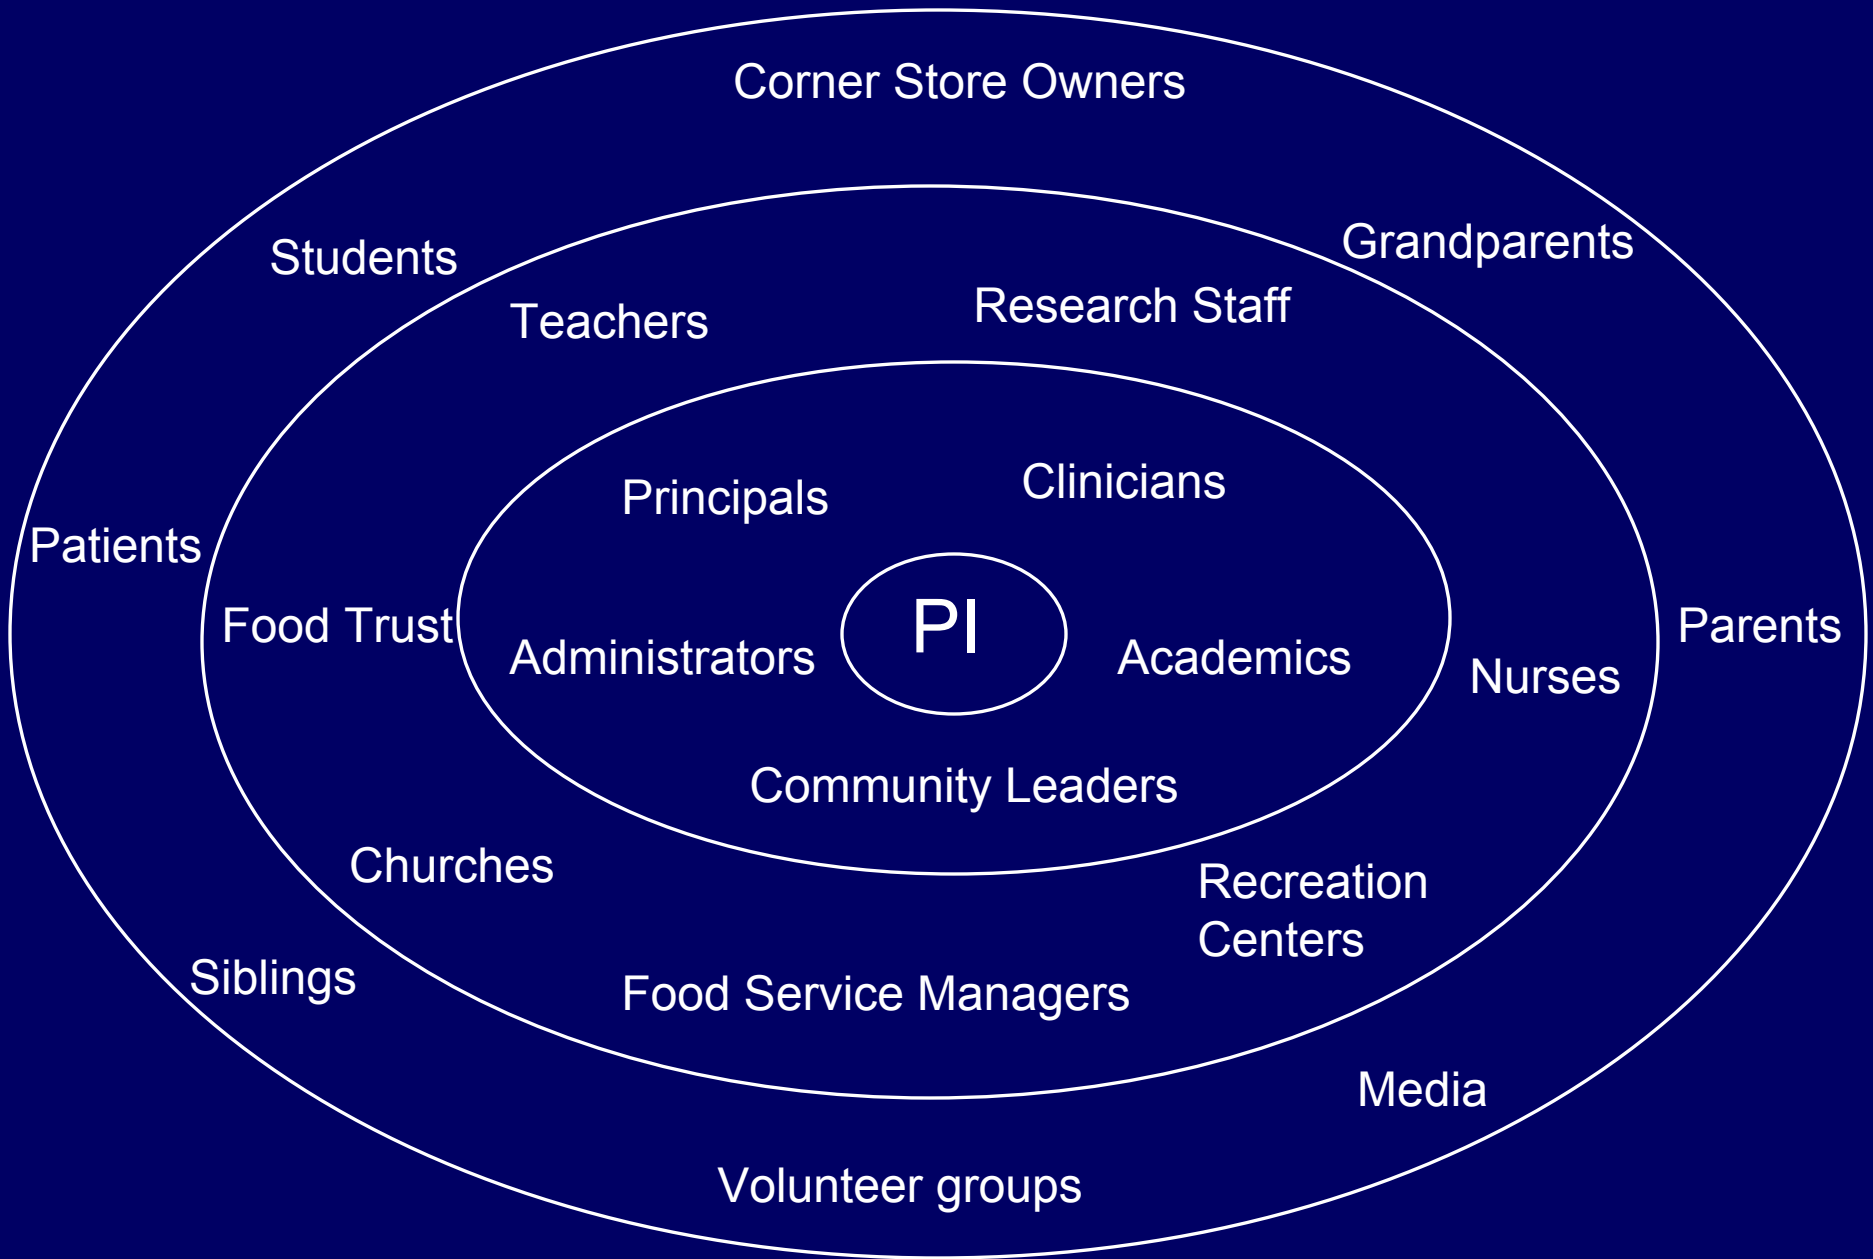 Corner Store Owners
Grandparents
Students
Research Staff
Teachers
Clinicians
Principals
Patients
PI
Food Trust
Parents
Administrators
Academics
Nurses
Community Leaders
Churches
Recreation
Centers
Siblings
Food Service Managers
Media
Volunteer groups